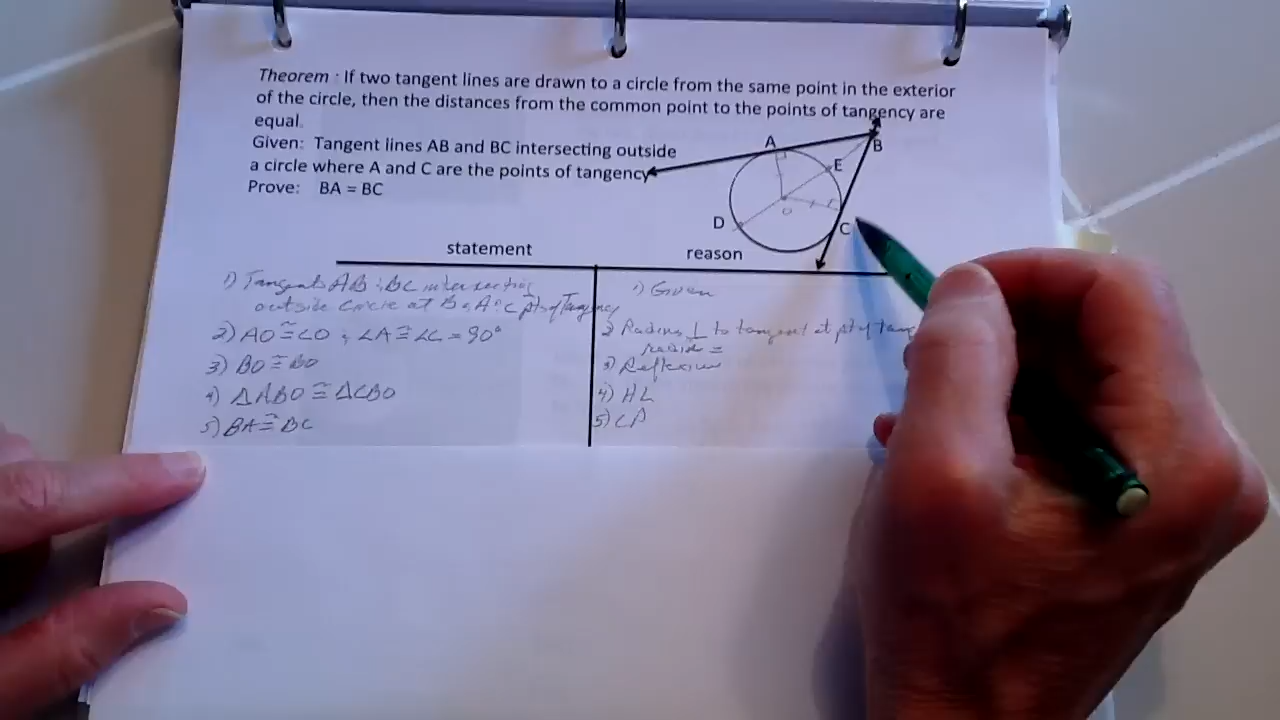 Theorem : If two tangent lines are drawn to a circle from the same point in the exterior
of the circle, then the distances from the common point to the points of tangency are
equal.
Given: Tangent lines AB and BC intersecting outside
a circle where A and C are the points of tangency
Prove: BA = BC
A
B
E
O
D
C
statement
reason
1) Tangents AB & BC intersecting
outside circle at B & A & C pts of Tangency
1) Given
2) AO ≅ CO & ∠A ≅ ∠C = 90°
2) Radius ⊥ to tangent at pt of tang
radii =
3) BO ≅ BO
3) Reflexive
4) ΔABO ≅ ΔCBO
4) HL
5) BA ≅ BC
5) CP